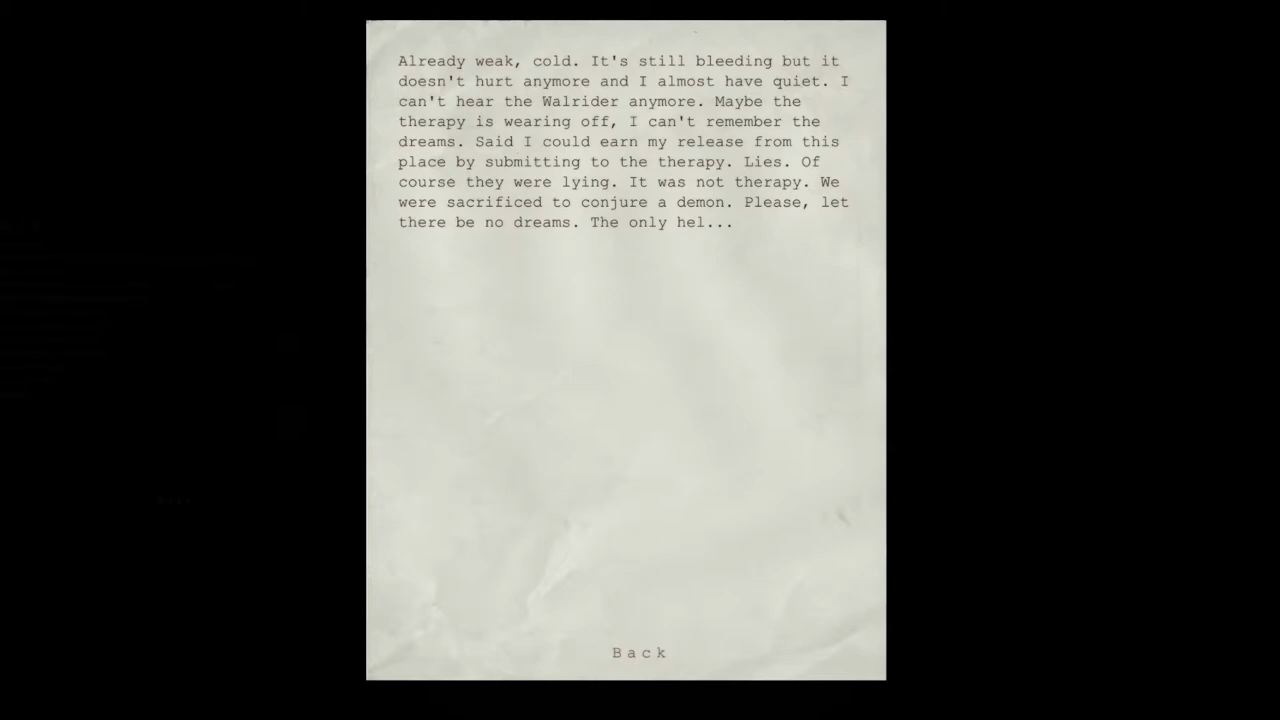 Already weak, cold. It's still bleeding but it
doesn't hurt anymore and I almost have quiet. I
can't hear the Walrider anymore. Maybe the
therapy is wearing off, I can't remember the
dreams. Said I could earn my release from this
place by submitting to the therapy. Lies. Of
course they were lying. It was not therapy. We
were sacrificed to conjure a demon. Please, let
there be no dreams. The only hel...
Back